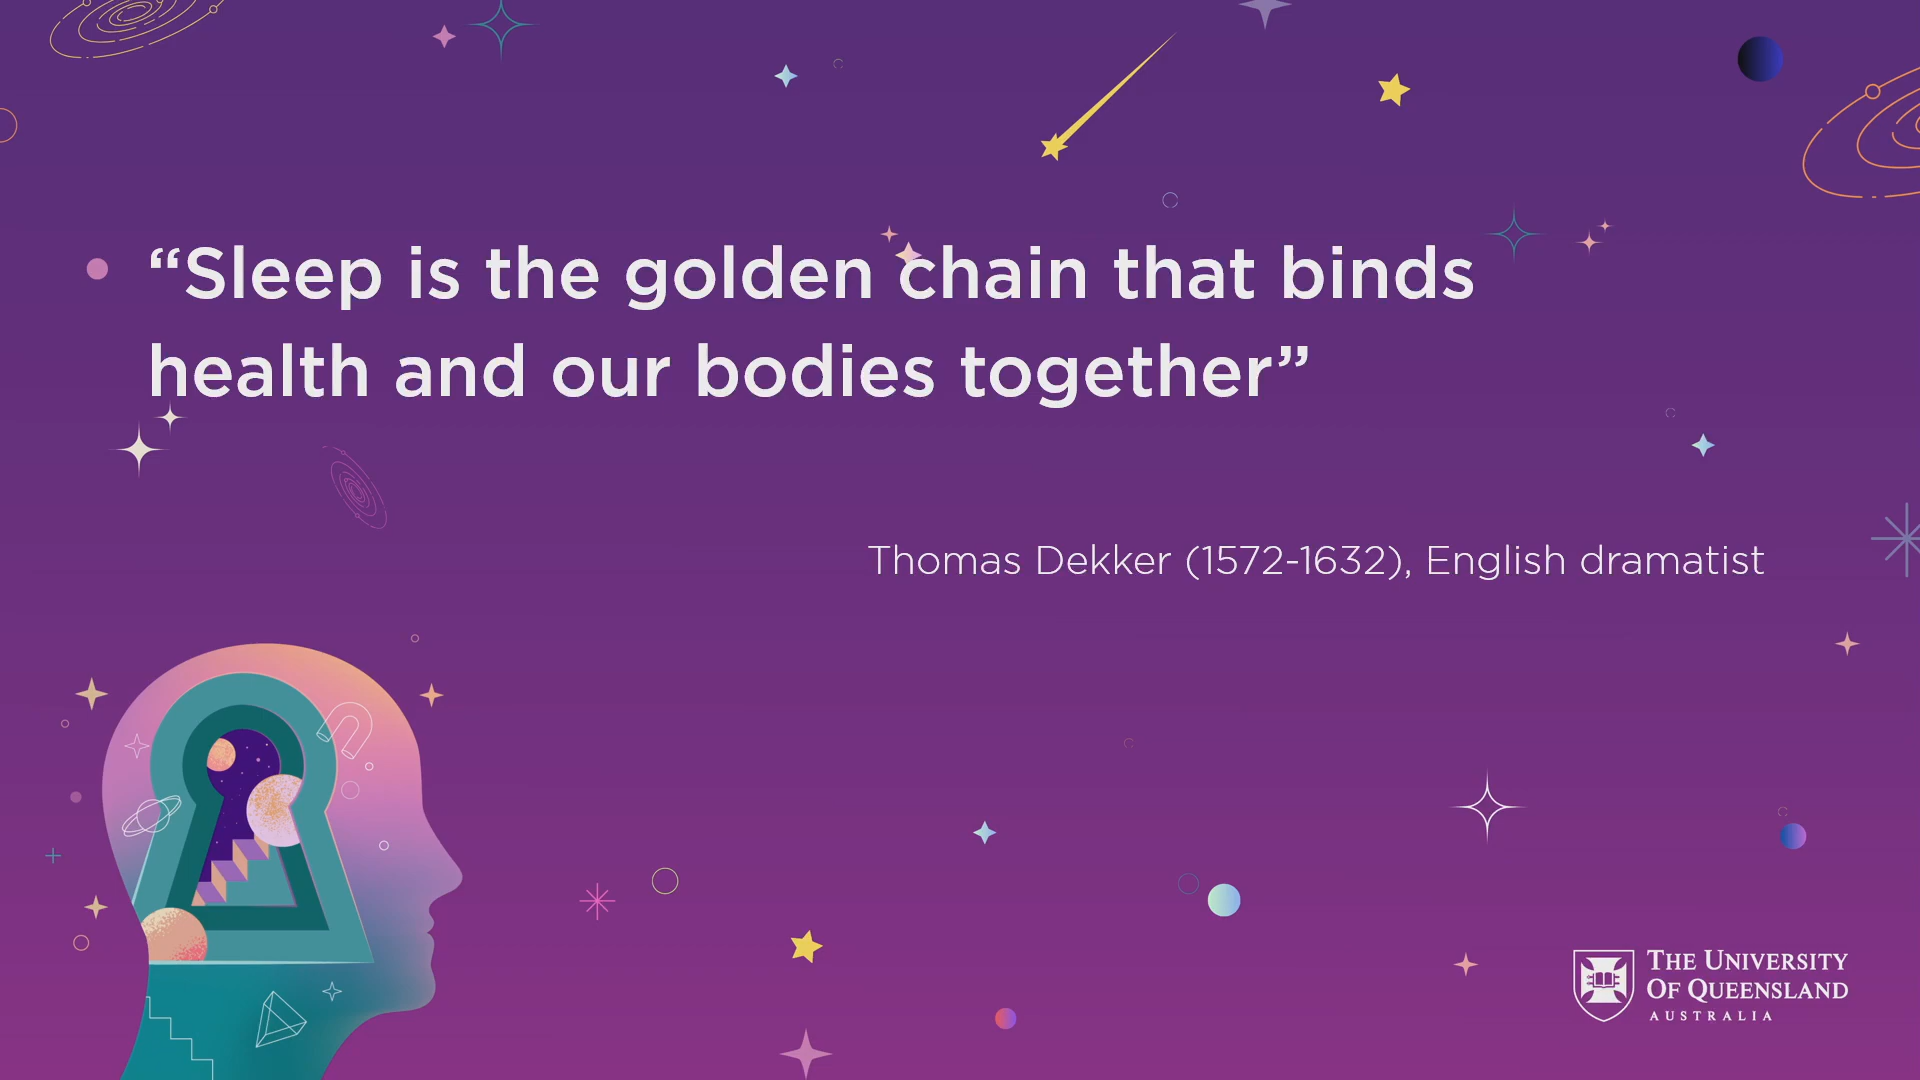 “Sleep is the golden chain that binds
health and our bodies together”
Thomas Dekker (1572-1632), English dramatist
THE UNIVERSITY
OF QUEENSLAND
AUSTRALIA